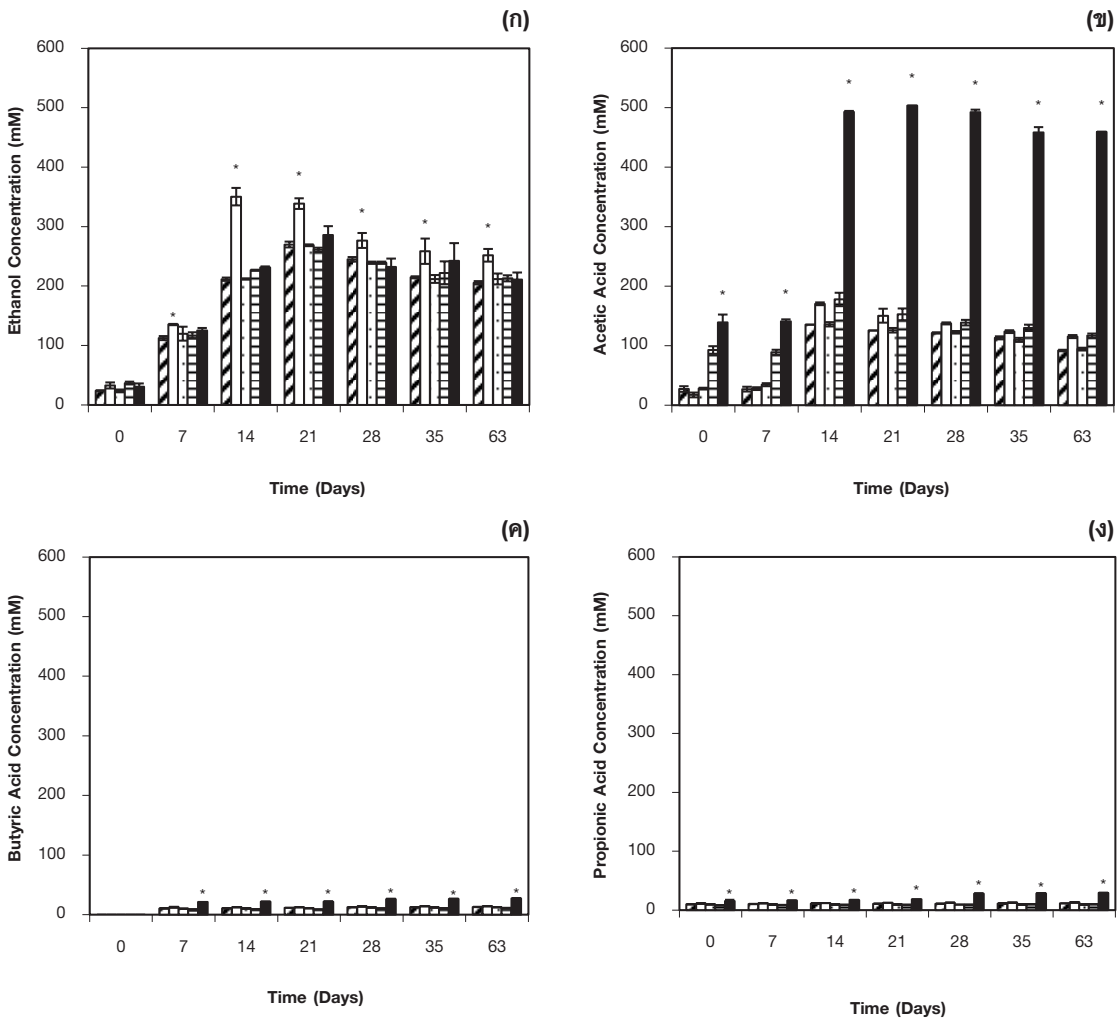 (ก)
600
500
400
300
200
100
0
Ethanol Concentration (mM)
* * * * * *
0 7 14 21 28 35 63
Time (Days)
(ข)
600
500
400
300
200
100
0
Acetic Acid Concentration (mM)
* * * * * * *
0 7 14 21 28 35 63
Time (Days)
(ค)
600
500
400
300
200
100
0
Butyric Acid Concentration (mM)
* * * * * *
0 7 14 21 28 35 63
Time (Days)
(ง)
600
500
400
300
200
100
0
Propionic Acid Concentration (mM)
* * * * * * *
0 7 14 21 28 35 63
Time (Days)